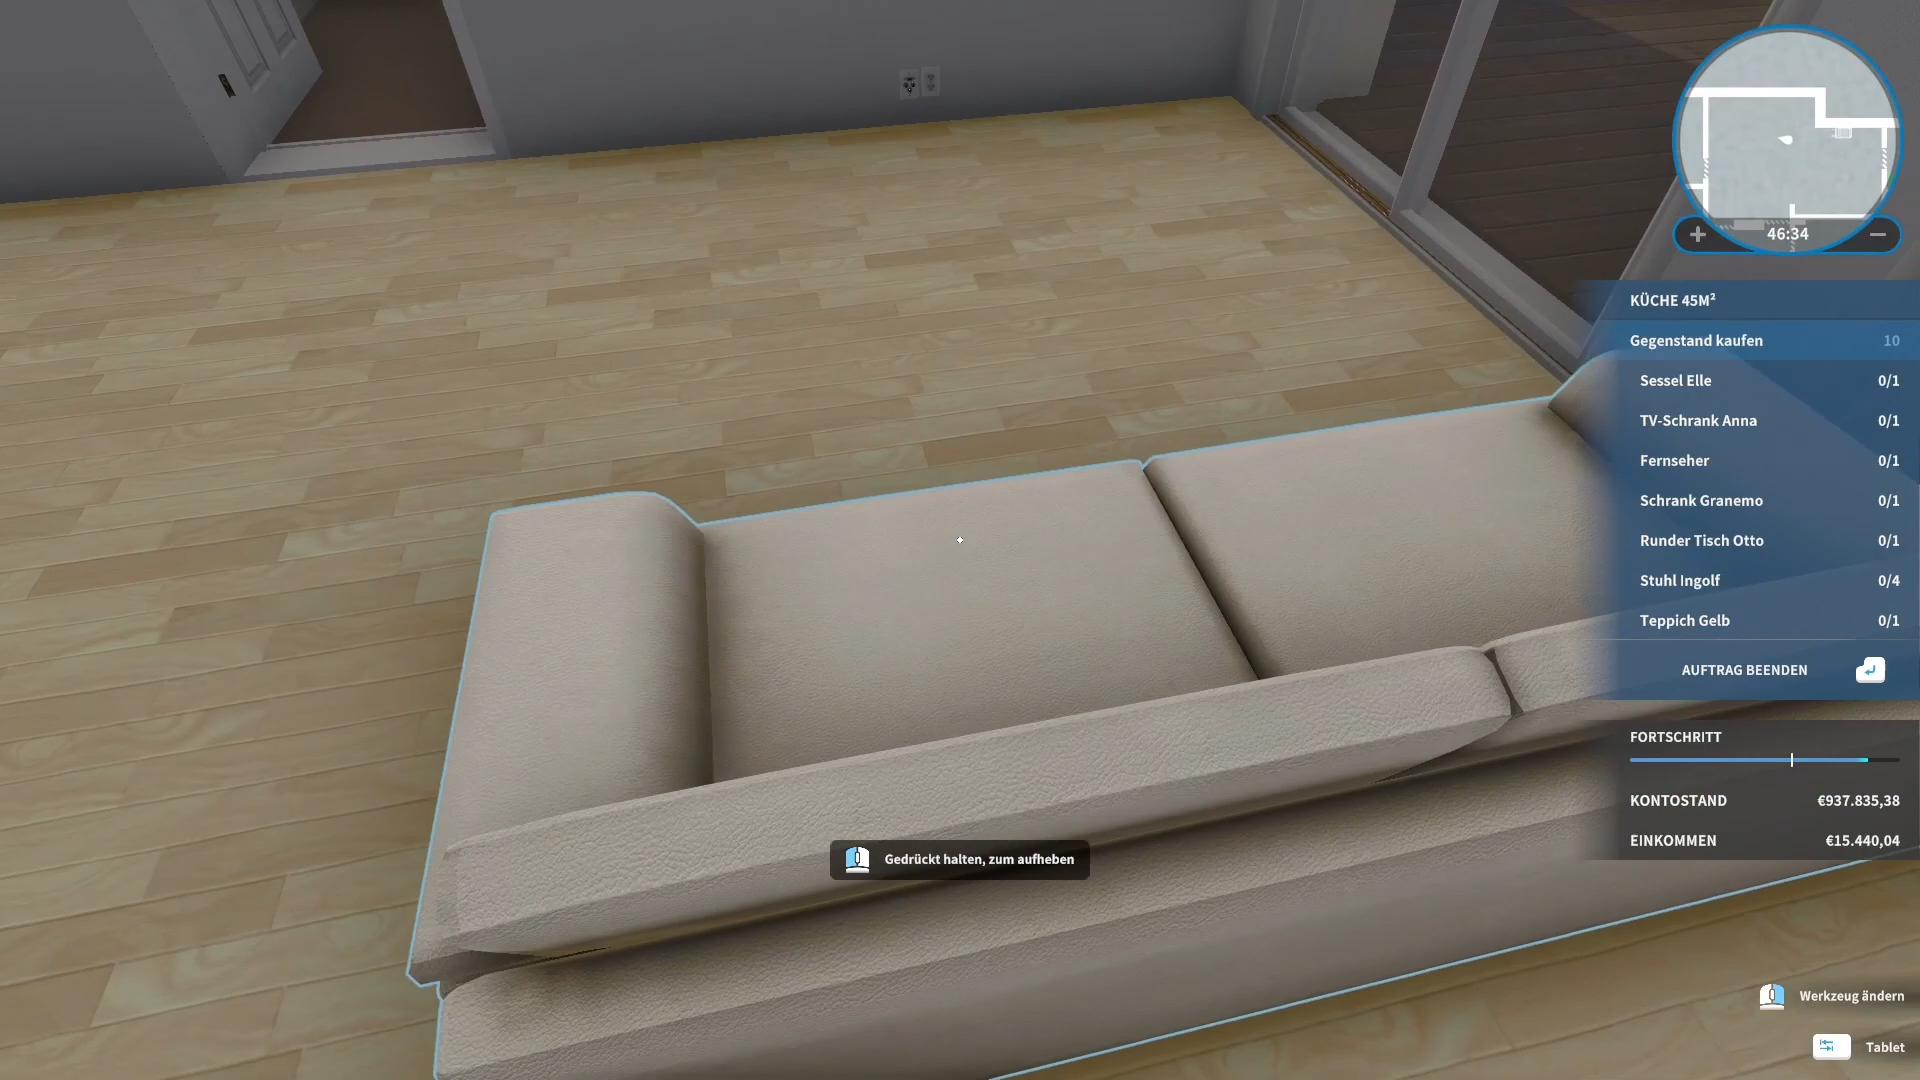 46:34
KÜCHE 45M²
Gegenstand kaufen 10
Sessel Elle 0/1
TV-Schrank Anna 0/1
Fernseher 0/1
Schrank Granemo 0/1
Runder Tisch Otto 0/1
Stuhl Ingolf 0/4
Teppich Gelb 0/1
AUFTRAG BEENDEN
FORTSCHRITT
KONTOSTAND €937.835,38
EINKOMMEN €15.440,04
Gedrückt halten, zum aufheben
Werkzeug ändern
Tablet